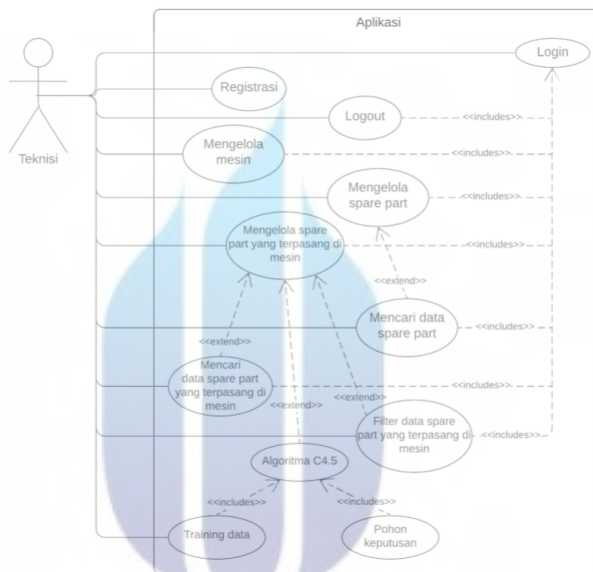 Aplikasi
Login
Registrasi
Logout
<<includes>>
Teknisi
Mengelola
mesin
<<includes>>
Mengelola
spare part
<<includes>>
Mengelola spare
part yang terpasang di
mesin
<<includes>>
<<extend>>
Mencari data
spare part
<<includes>>
<<extend>>
Mencari
data spare part
yang terpasang di
mesin
<<includes>>
<<extend>>
<<extend>>
Filter data spare
part yang terpasang di
mesin
<<includes>>
Algoritma C4.5
<<includes>>
<<includes>>
Training data
Pohon
keputusan